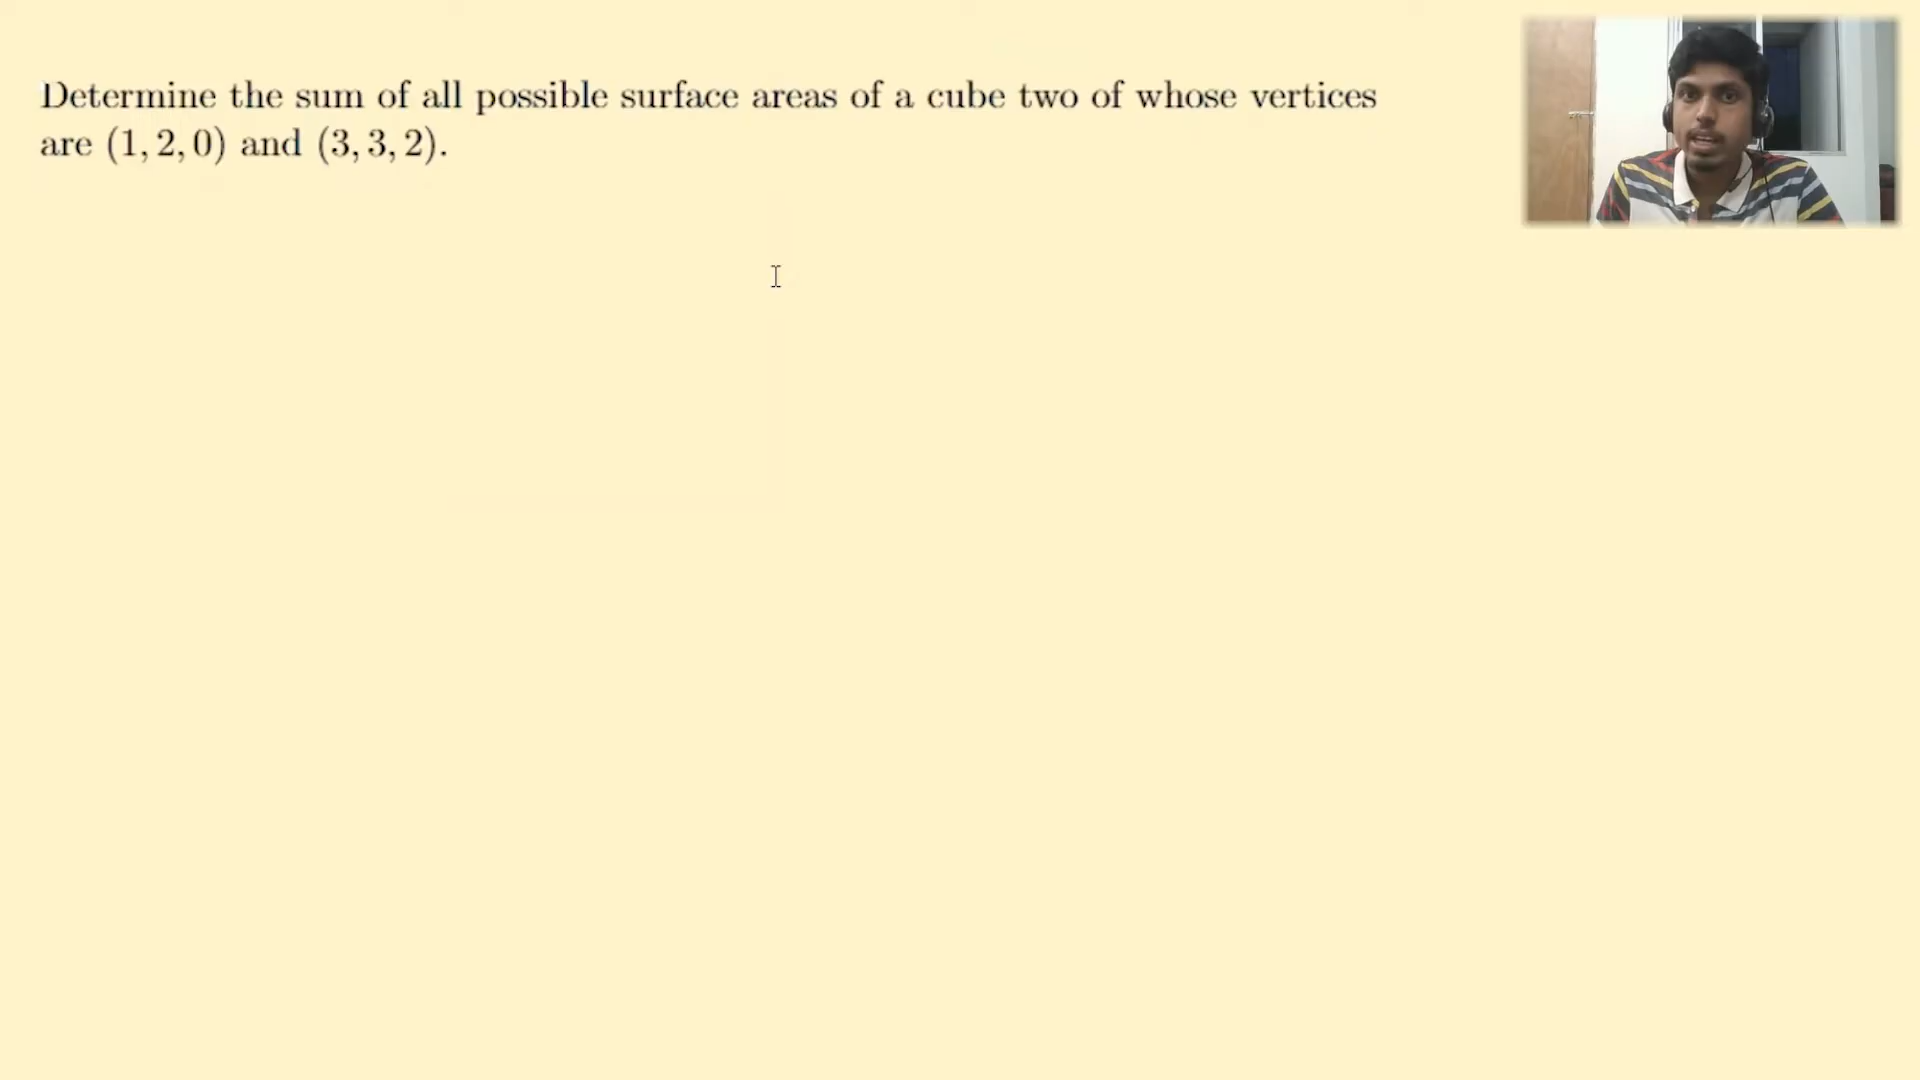 Determine the sum of all possible surface areas of a cube two of whose vertices
are (1, 2, 0) and (3, 3, 2).